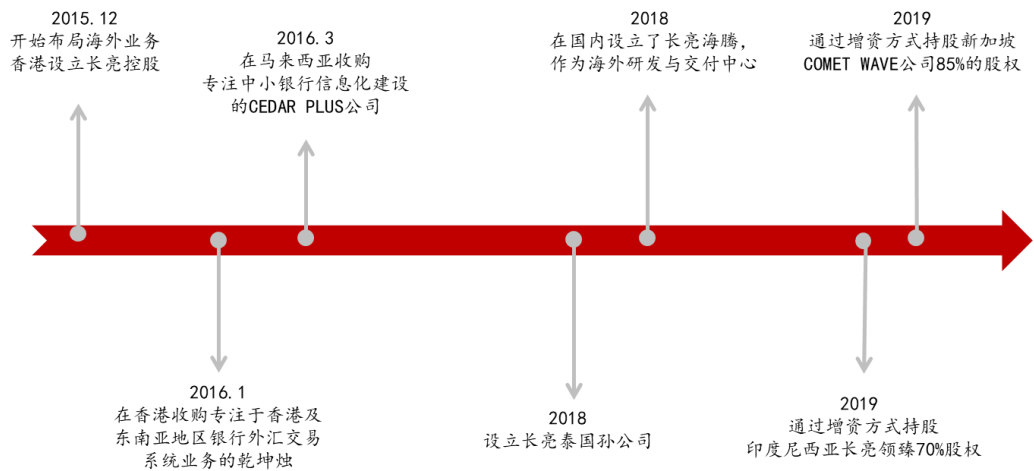 2015.12
开始布局海外业务
香港设立长亮控股
2016.3
在马来西亚收购
专注中小银行信息化建设
的CEDAR PLUS公司
2018
在国内设立了长亮海腾，
作为海外研发与交付中心
2019
通过增资方式持股新加坡
COMET WAVE公司85%的股权
2016.1
在香港收购专注于香港及
东南亚地区银行外汇交易
系统业务的乾坤烛
2018
设立长亮泰国孙公司
2019
通过增资方式持股
印度尼西亚长亮领臻70%股权